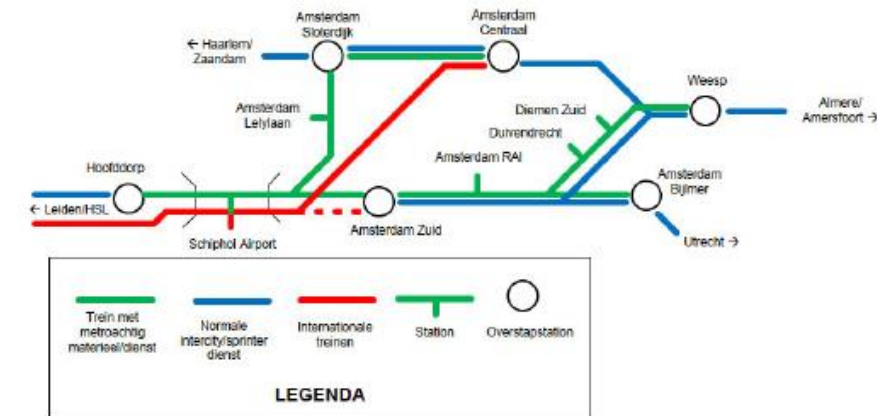 Amsterdam
Sloterdijk
Amsterdam
Centraal
← Haarlem/
Zaandam
Weesp
Amsterdam
Lelylaan
Diemen Zuid
Almere/
Amersfoort →
Duivendrecht
Amsterdam RAI
Hoofddorp
Amsterdam
Bijlmer
← Leiden/HSL
Schiphol Airport
Amsterdam Zuid
Utrecht →
Trein met
metroachtig
materieel/dienst
Normale
intercity/sprinter
dienst
Internationale
treinen
Station
Overstapstation
LEGENDA